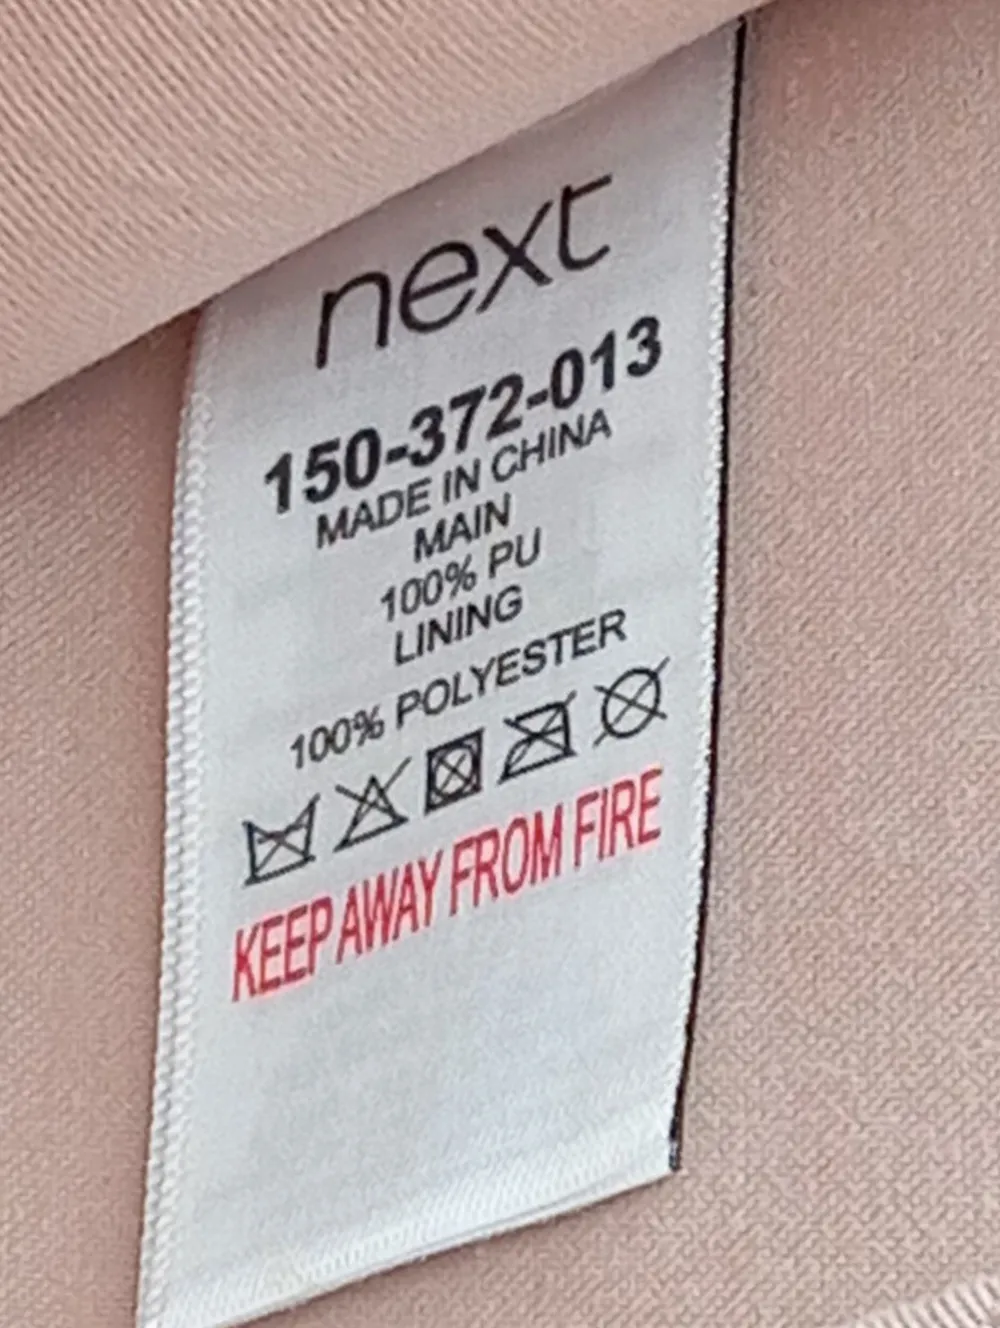 next
150-372-013
MADE IN CHINA
MAIN
100% PU
LINING
100% POLYESTER
KEEP AWAY FROM FIRE